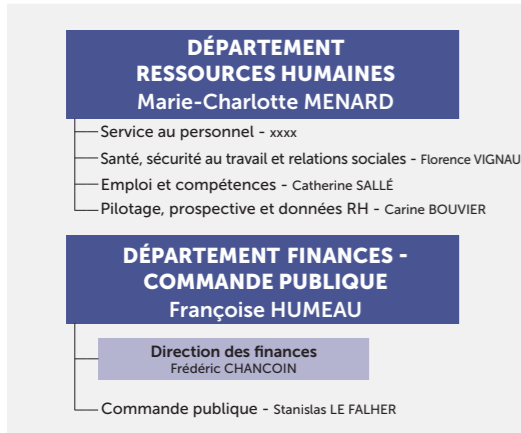 DÉPARTEMENT
RESSOURCES HUMAINES
Marie-Charlotte MENARD
Service au personnel - xxxx
Santé, sécurité au travail et relations sociales - Florence VIGNAU
Emploi et compétences - Catherine SALLÉ
Pilotage, prospective et données RH - Carine BOUVIER
DÉPARTEMENT FINANCES -
COMMANDE PUBLIQUE
Françoise HUMEAU
Direction des finances
Frédéric CHANCOIN
Commande publique - Stanislas LE FALHER